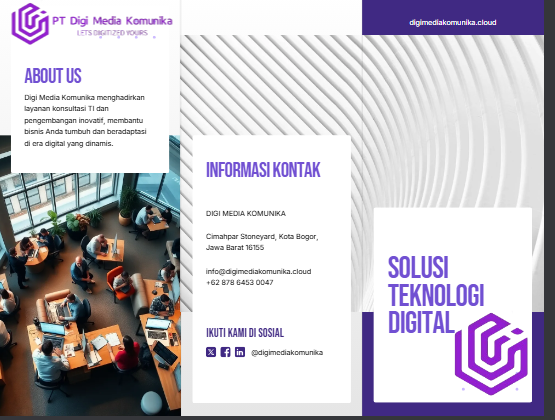 PT Digi Media Komunika
LETS DIGITIZED YOURS
ABOUT US
Digi Media Komunika menghadirkan
layanan konsultasi TI dan
pengembangan inovatif, membantu
bisnis Anda tumbuh dan beradaptasi
di era digital yang dinamis.
INFORMASI KONTAK
DIGI MEDIA KOMUNIKA
Cimahpar Stoneyard, Kota Bogor,
Jawa Barat 16155
info@digimediakomunika.cloud
+62 878 6453 0047
IKUTI KAMI DI SOSIAL
@digimediakomunika
digimediakomunika.cloud
SOLUSI
TEKNOLOGI
DIGITAL